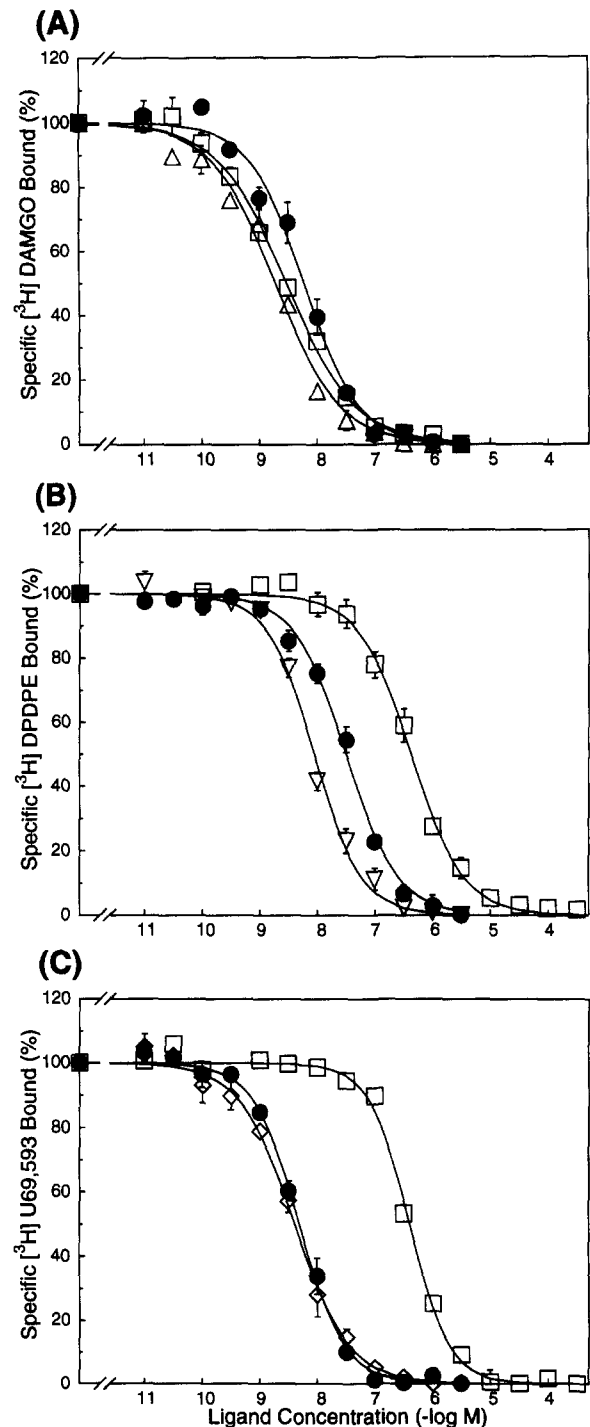 (A)
Specific [³H] DAMGO Bound (%)
120
100
80
60
40
20
0
11 10 9 8 7 6 5 4
(B)
Specific [³H] DPDPE Bound (%)
120
100
80
60
40
20
0
11 10 9 8 7 6 5 4
(C)
Specific [³H] U69,593 Bound (%)
120
100
80
60
40
20
0
11 10 9 8 7 6 5 4
Ligand Concentration (-log M)